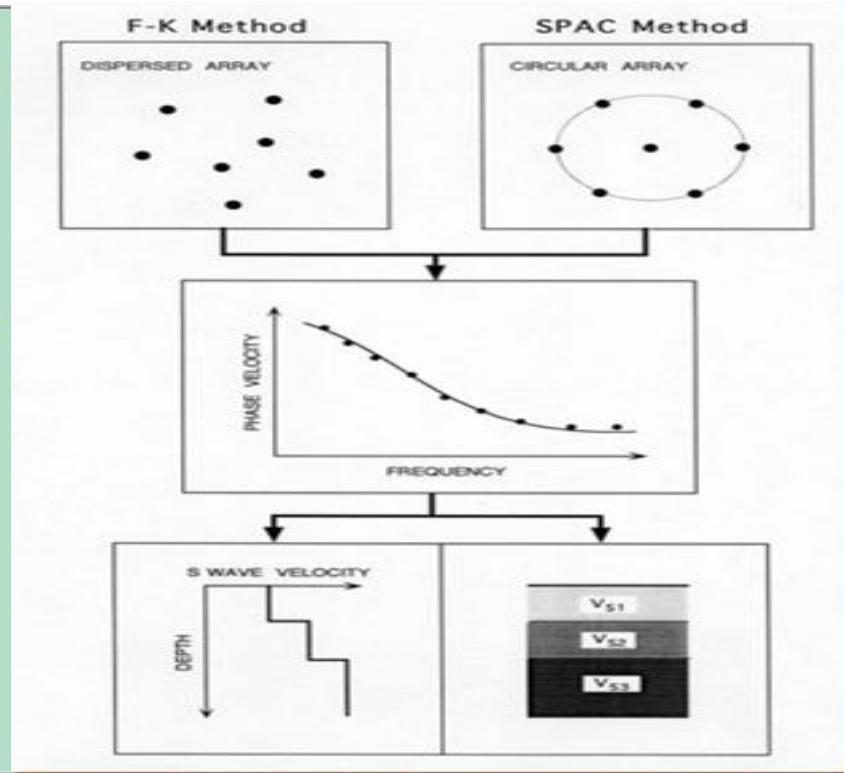 F-K Method
SPAC Method
DISPERSED ARRAY
CIRCULAR ARRAY
PHASE VELOCITY
FREQUENCY
S WAVE VELOCITY
DEPTH
VS1
VS2
VS3